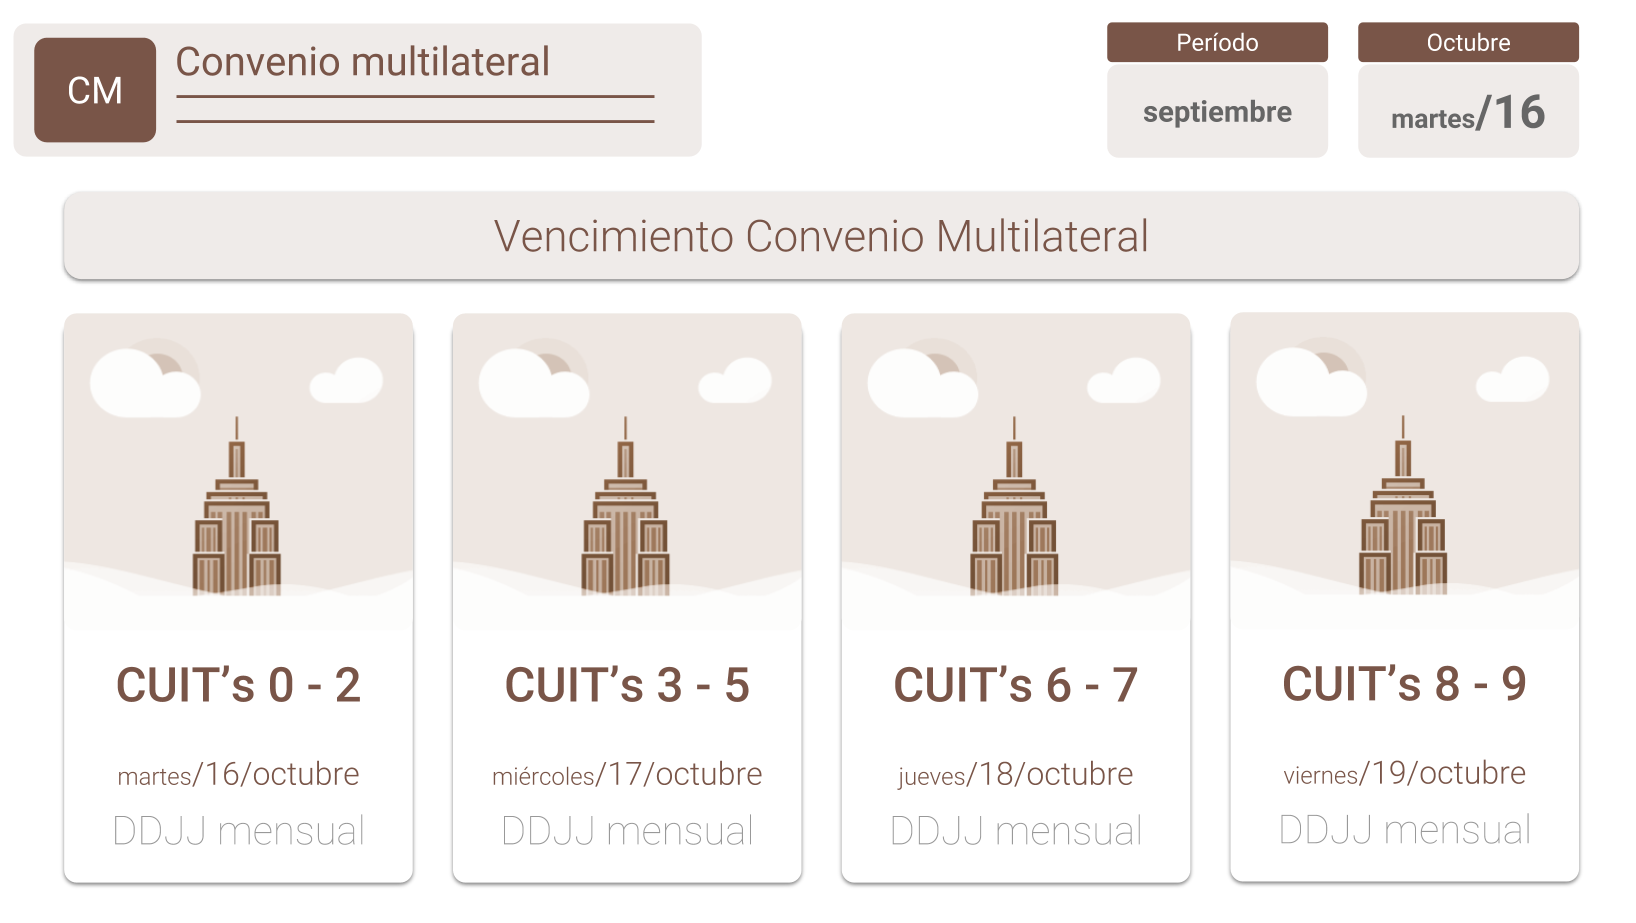 CM
Convenio multilateral
Período
septiembre
Octubre
martes/16
Vencimiento Convenio Multilateral
CUIT’s 0 - 2
martes/16/octubre
DDJJ mensual
CUIT’s 3 - 5
miércoles/17/octubre
DDJJ mensual
CUIT’s 6 - 7
jueves/18/octubre
DDJJ mensual
CUIT’s 8 - 9
viernes/19/octubre
DDJJ mensual